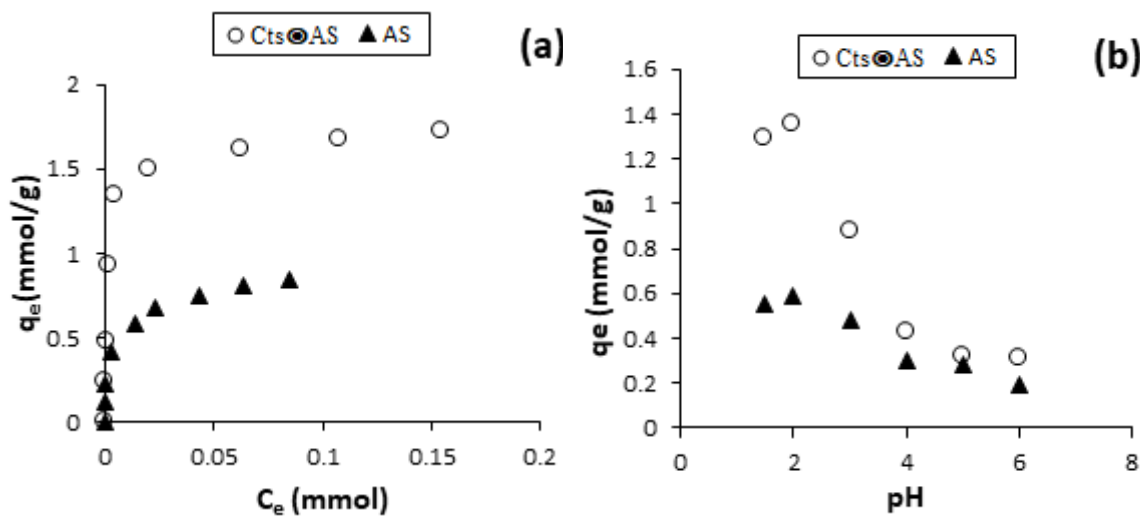 Cts◉AS AS
(a)
2
1.5
1
0.5
0
qe(mmol/g)
0 0.05 0.1 0.15 0.2
Ce (mmol)
Cts◉AS AS
(b)
1.6
1.4
1.2
1
0.8
0.6
0.4
0.2
0
qe (mmol/g)
0 2 4 6 8
pH